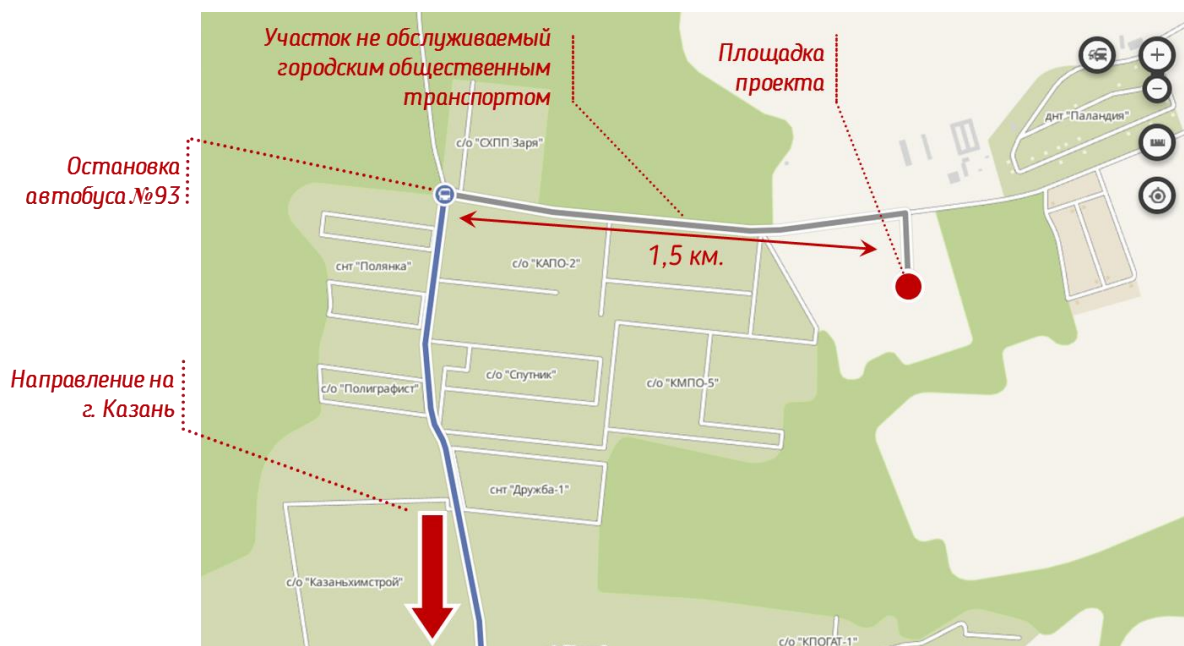 Участок не обслуживаемый
городским общественным
транспортом
Площадка
проекта
днт "Паландия"
с/о "СХПП Заря"
Остановка
автобуса №93
1,5 км.
снт "Полянка"
с/о "КАПО-2"
Направление на
г. Казань
с/о "Полиграфист"
с/о "Спутник"
с/о "КМПО-5"
снт "Дружба-1"
с/о "Казаньхимстрой"
с/о "КПОГАТ-1"